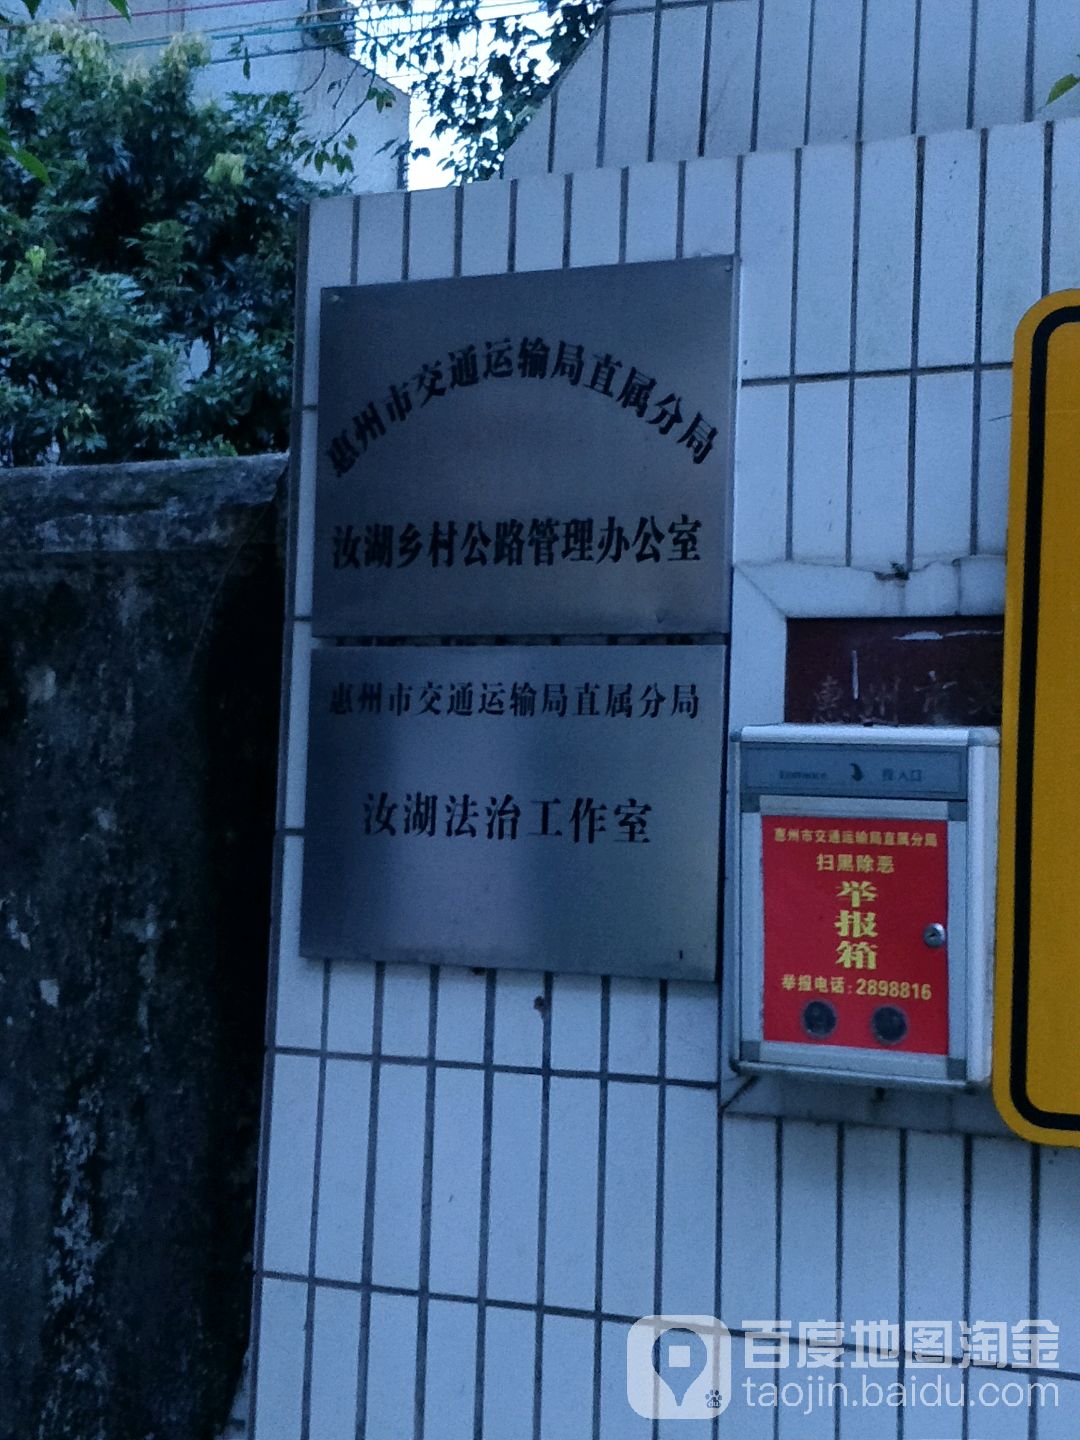 惠州市交通运输局直属分局
汝湖乡村公路管理办公室
惠州市交通运输局直属分局
汝湖法治工作室
惠州市
Entrance 投入口
惠州市交通运输局直属分局
扫黑除恶
举
报
箱
举报电话:2898816
百度地图淘金
taojin.baidu.com